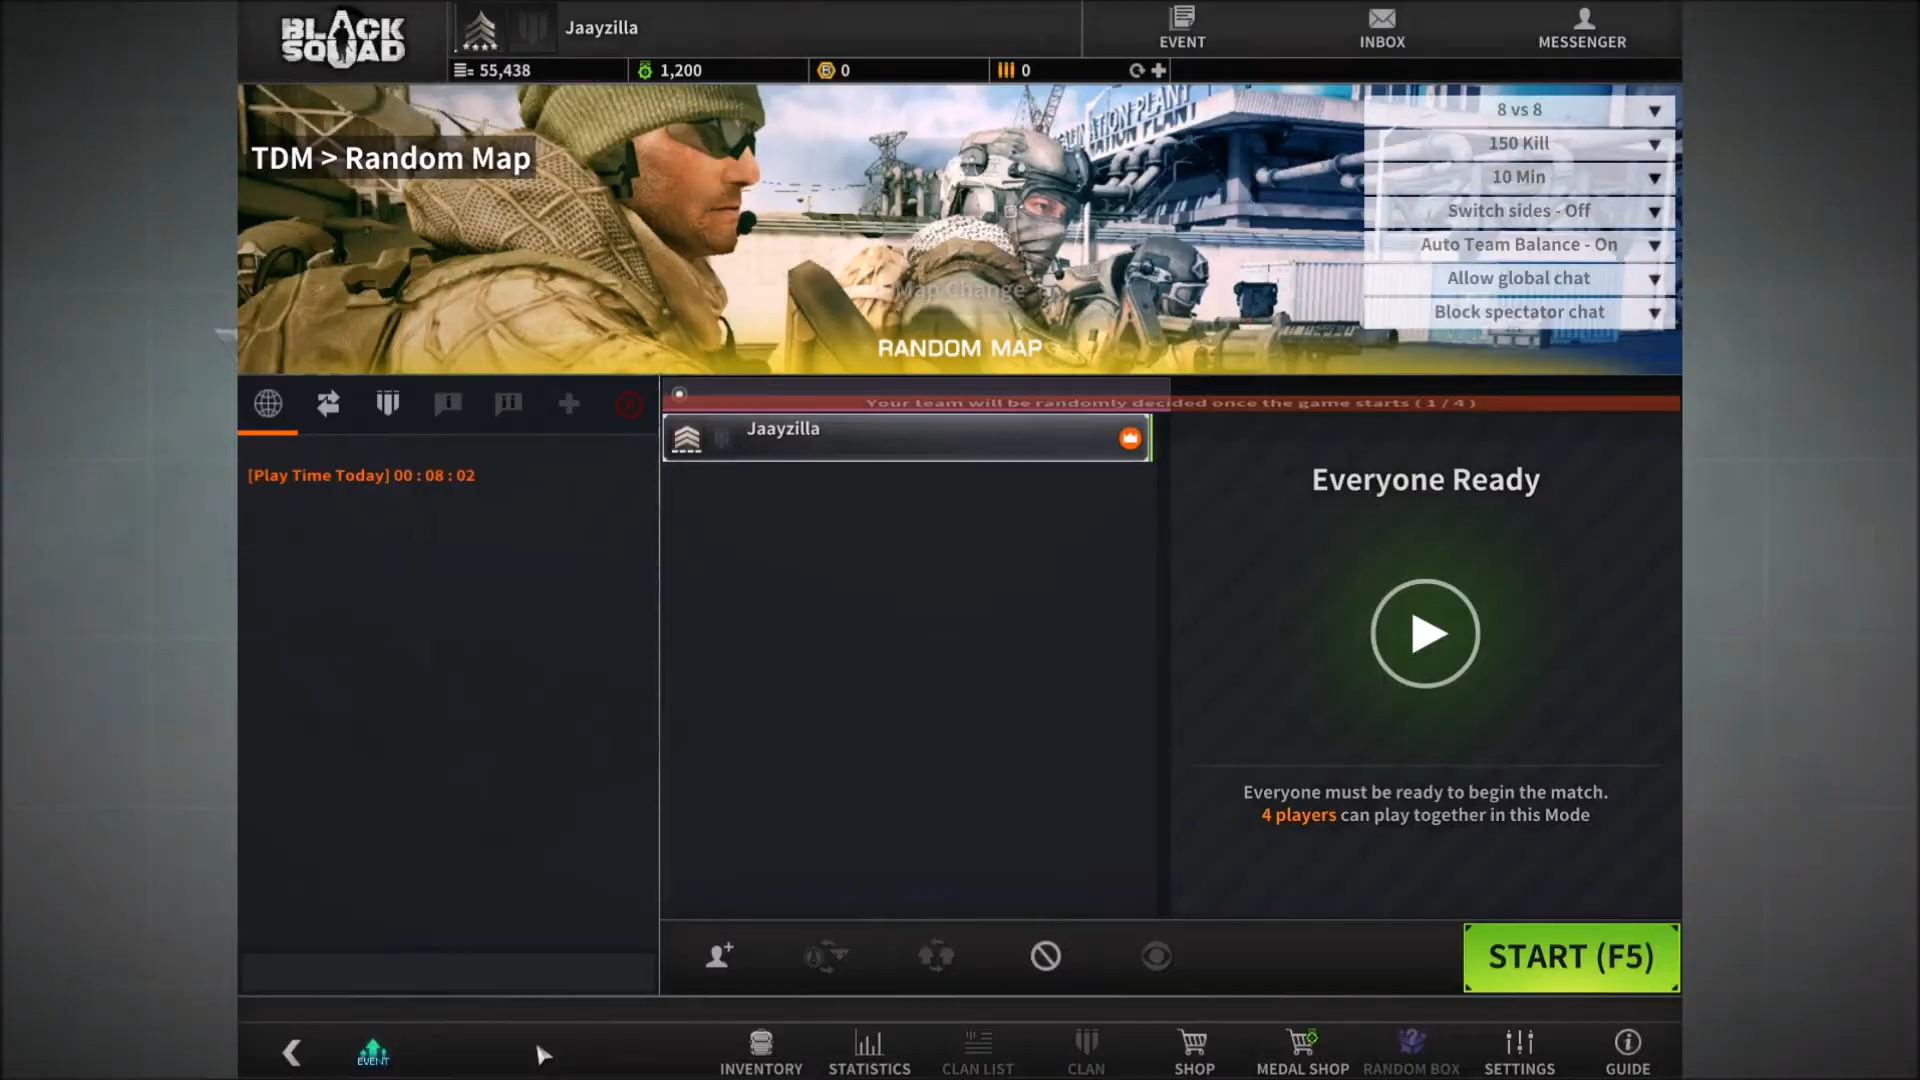 BLACK SQUAD
Jaayzilla
EVENT
INBOX
MESSENGER
55,438
1,200
0
0
TDM > Random Map
8 vs 8
150 Kill
10 Min
Switch sides - Off
Auto Team Balance - On
Allow global chat
Block spectator chat
Map Change
RANDOM MAP
Your team will be randomly decided once the game starts ( 1 / 4 )
Jaayzilla
[Play Time Today] 00 : 08 : 02
Everyone Ready
Everyone must be ready to begin the match.
4 players can play together in this Mode
START (F5)
EVENT
INVENTORY
STATISTICS
CLAN LIST
CLAN
SHOP
MEDAL SHOP
RANDOM BOX
SETTINGS
GUIDE